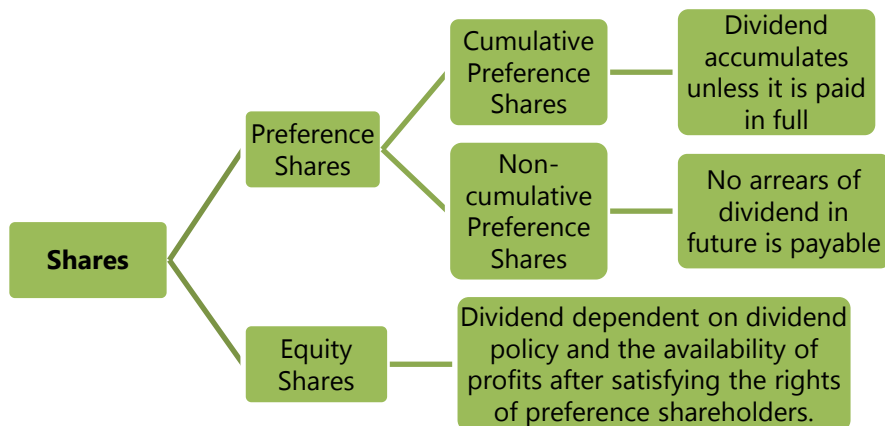 Shares
Preference
Shares
Cumulative
Preference
Shares
Dividend
accumulates
unless it is paid
in full
Non-
cumulative
Preference
Shares
No arrears of
dividend in
future is payable
Equity
Shares
Dividend dependent on dividend
policy and the availability of
profits after satisfying the rights
of preference shareholders.